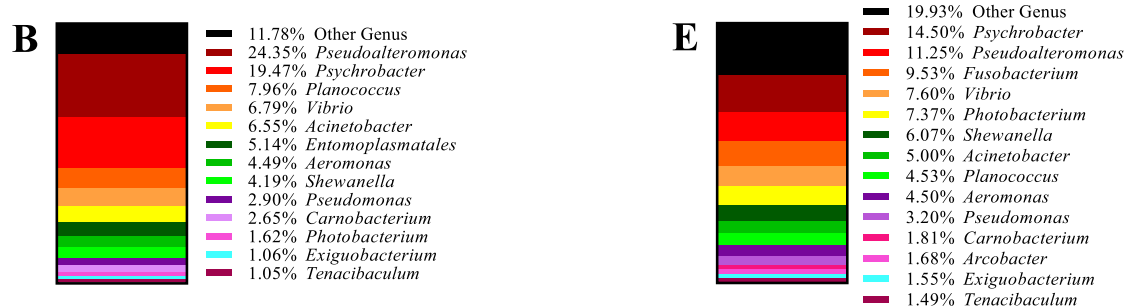 B
11.78% Other Genus
24.35% Pseudoalteromonas
19.47% Psychrobacter
7.96% Planococcus
6.79% Vibrio
6.55% Acinetobacter
5.14% Entomoplasmatales
4.49% Aeromonas
4.19% Shewanella
2.90% Pseudomonas
2.65% Carnobacterium
1.62% Photobacterium
1.06% Exiguobacterium
1.05% Tenacibaculum
E
19.93% Other Genus
14.50% Psychrobacter
11.25% Pseudoalteromonas
9.53% Fusobacterium
7.60% Vibrio
7.37% Photobacterium
6.07% Shewanella
5.00% Acinetobacter
4.53% Planococcus
4.50% Aeromonas
3.20% Pseudomonas
1.81% Carnobacterium
1.68% Arcobacter
1.55% Exiguobacterium
1.49% Tenacibaculum